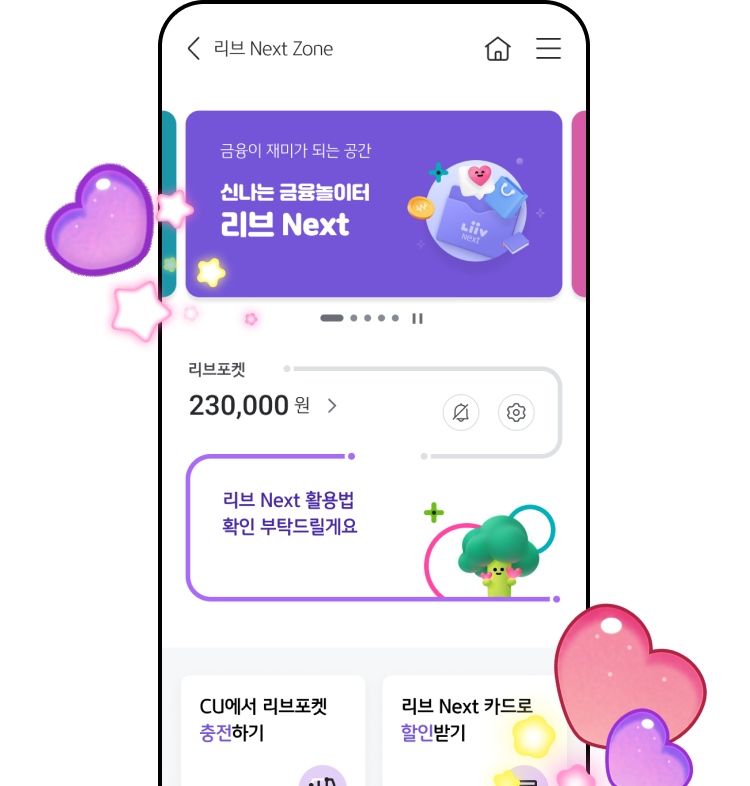 리브 Next Zone
금융이 재미가 되는 공간
신나는 금융놀이터
리브 Next
Liiv
Next
리브포켓
230,000 원
리브 Next 활용법
확인 부탁드릴게요
CU에서 리브포켓
충전하기
리브 Next 카드로
할인받기